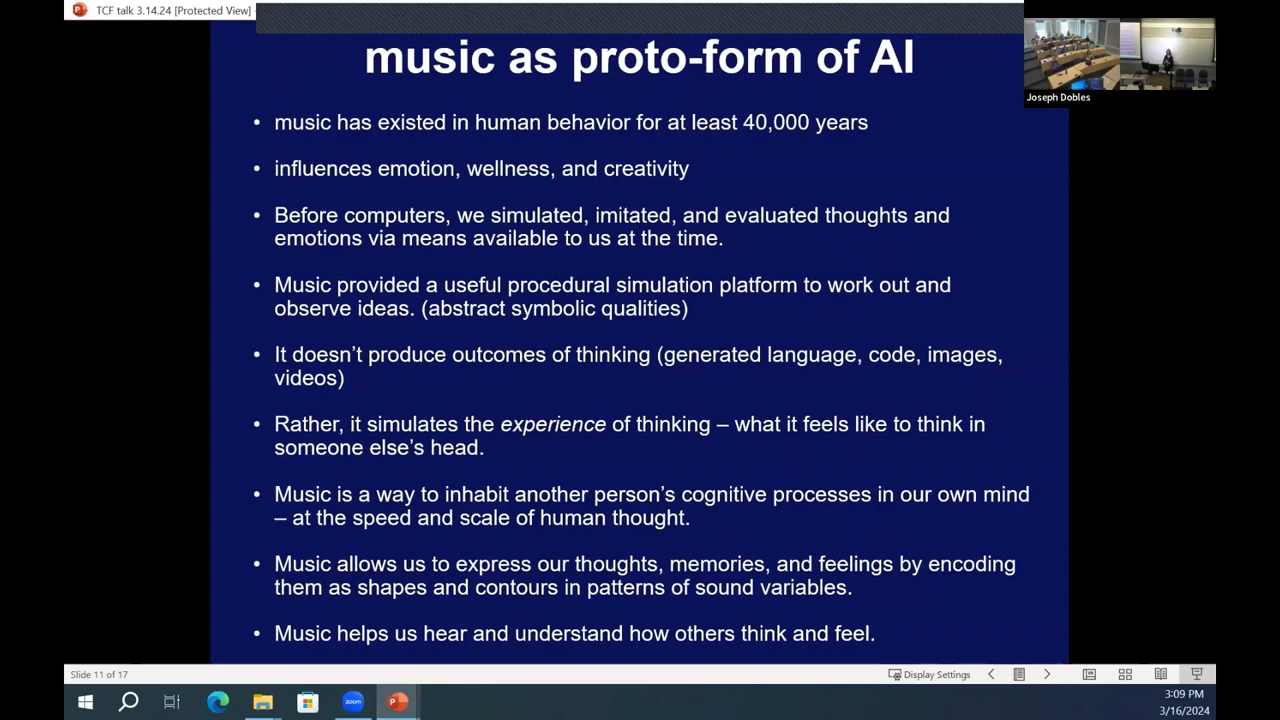 TCF talk 3.14.24 [Protected View] -
music as proto-form of AI
Joseph Dobles
• music has existed in human behavior for at least 40,000 years
• influences emotion, wellness, and creativity
• Before computers, we simulated, imitated, and evaluated thoughts and
emotions via means available to us at the time.
• Music provided a useful procedural simulation platform to work out and
observe ideas. (abstract symbolic qualities)
• It doesn’t produce outcomes of thinking (generated language, code, images,
videos)
• Rather, it simulates the experience of thinking – what it feels like to think in
someone else’s head.
• Music is a way to inhabit another person’s cognitive processes in our own mind
– at the speed and scale of human thought.
• Music allows us to express our thoughts, memories, and feelings by encoding
them as shapes and contours in patterns of sound variables.
• Music helps us hear and understand how others think and feel.
Slide 11 of 17
Display Settings
zoom
3:09 PM
3/16/2024